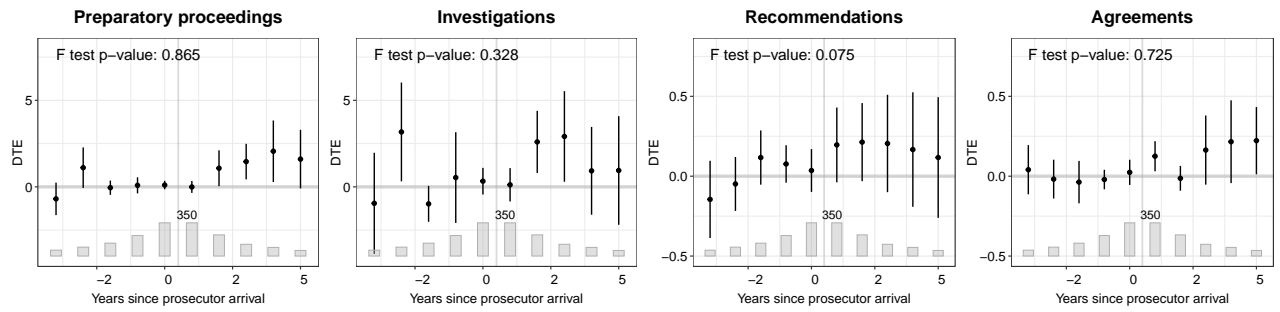 Preparatory proceedings
F test p−value: 0.865
DTE
5
0
350
−2 0 2 5
Years since prosecutor arrival
Investigations
F test p−value: 0.328
DTE
5
0
350
−2 0 2 5
Years since prosecutor arrival
Recommendations
F test p−value: 0.075
DTE
0.5
0.0
−0.5
350
−2 0 2 5
Years since prosecutor arrival
Agreements
F test p−value: 0.725
DTE
0.5
0.0
−0.5
350
−2 0 2 5
Years since prosecutor arrival